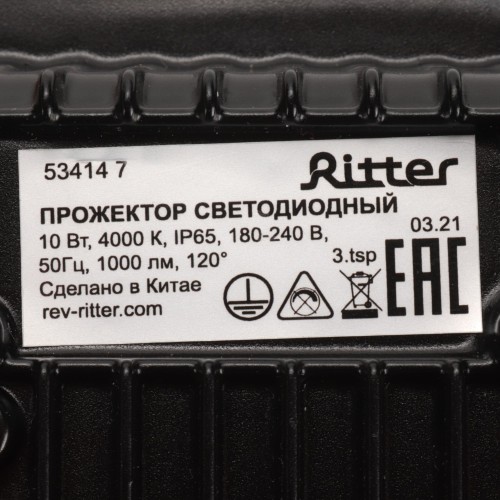 53414 7
Ritter
ПРОЖЕКТОР СВЕТОДИОДНЫЙ
10 Вт, 4000 К, IP65, 180-240 В, 03.21
50Гц, 1000 лм, 120° 3.tsp
Сделано в Китае
rev-ritter.com
EAC